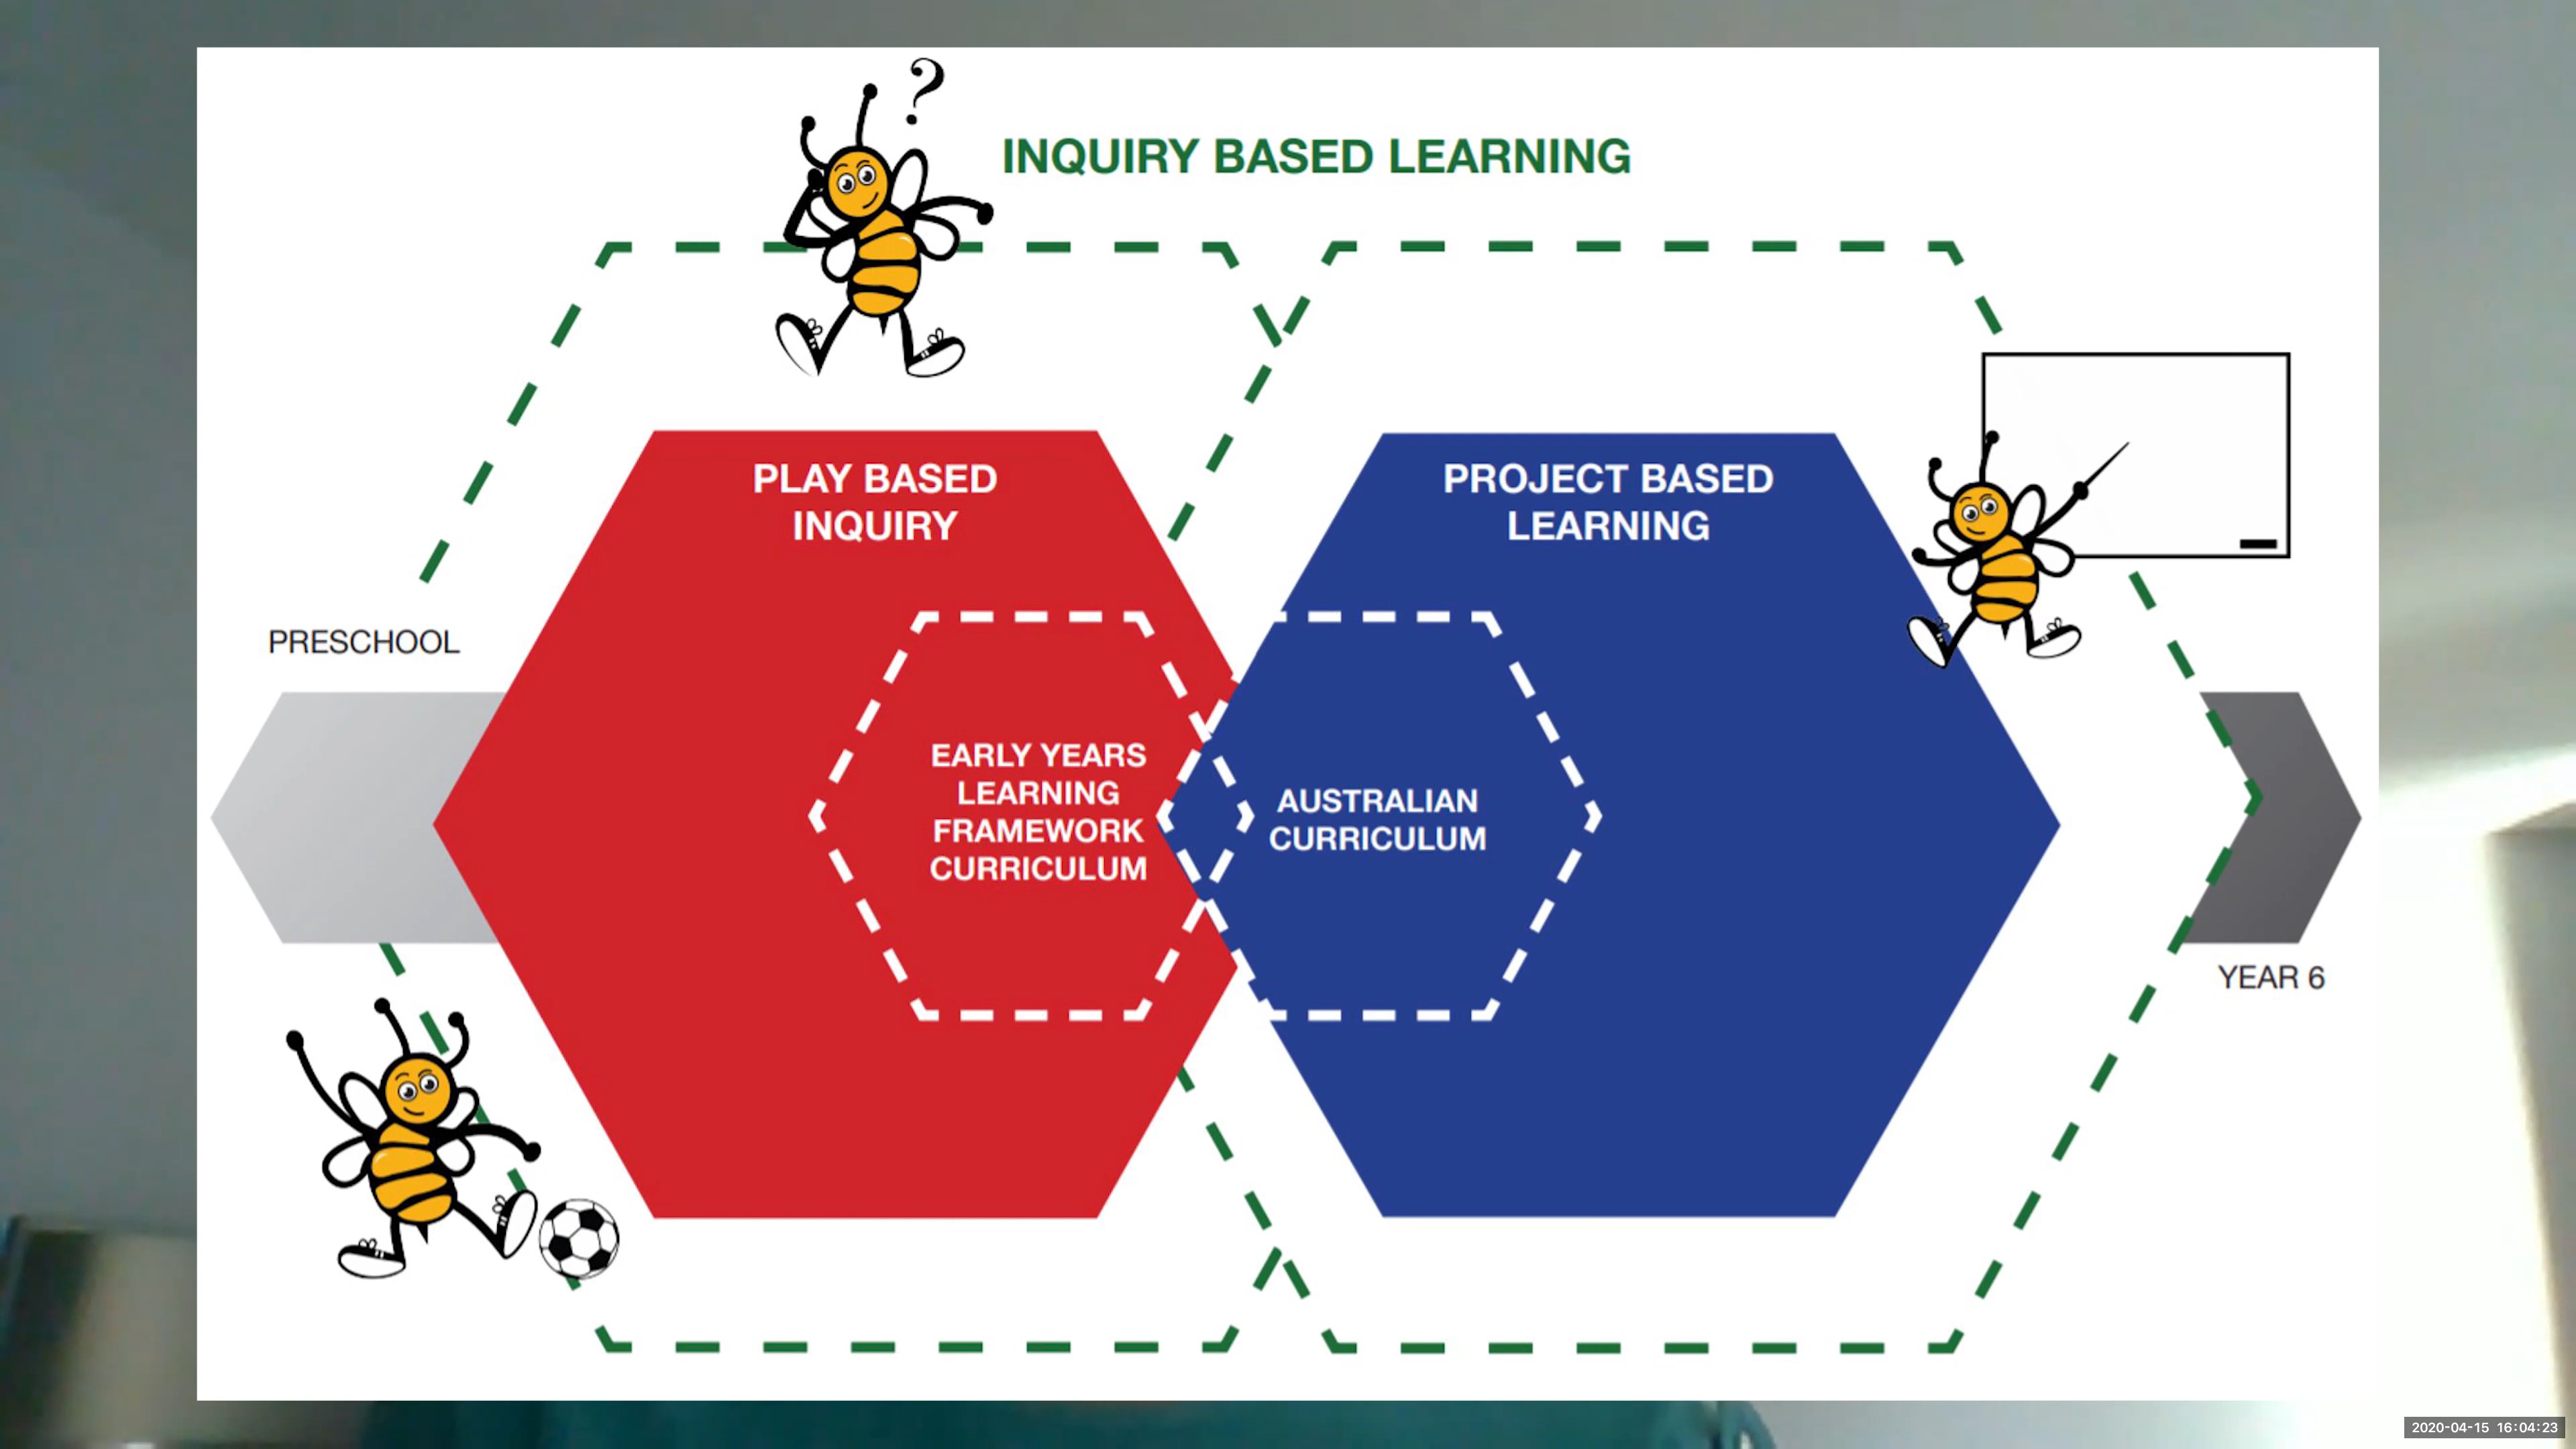 ?
INQUIRY BASED LEARNING
PLAY BASED
INQUIRY
PROJECT BASED
LEARNING
PRESCHOOL
EARLY YEARS
LEARNING
FRAMEWORK
CURRICULUM
AUSTRALIAN
CURRICULUM
YEAR 6
2020-04-15 16:04:23